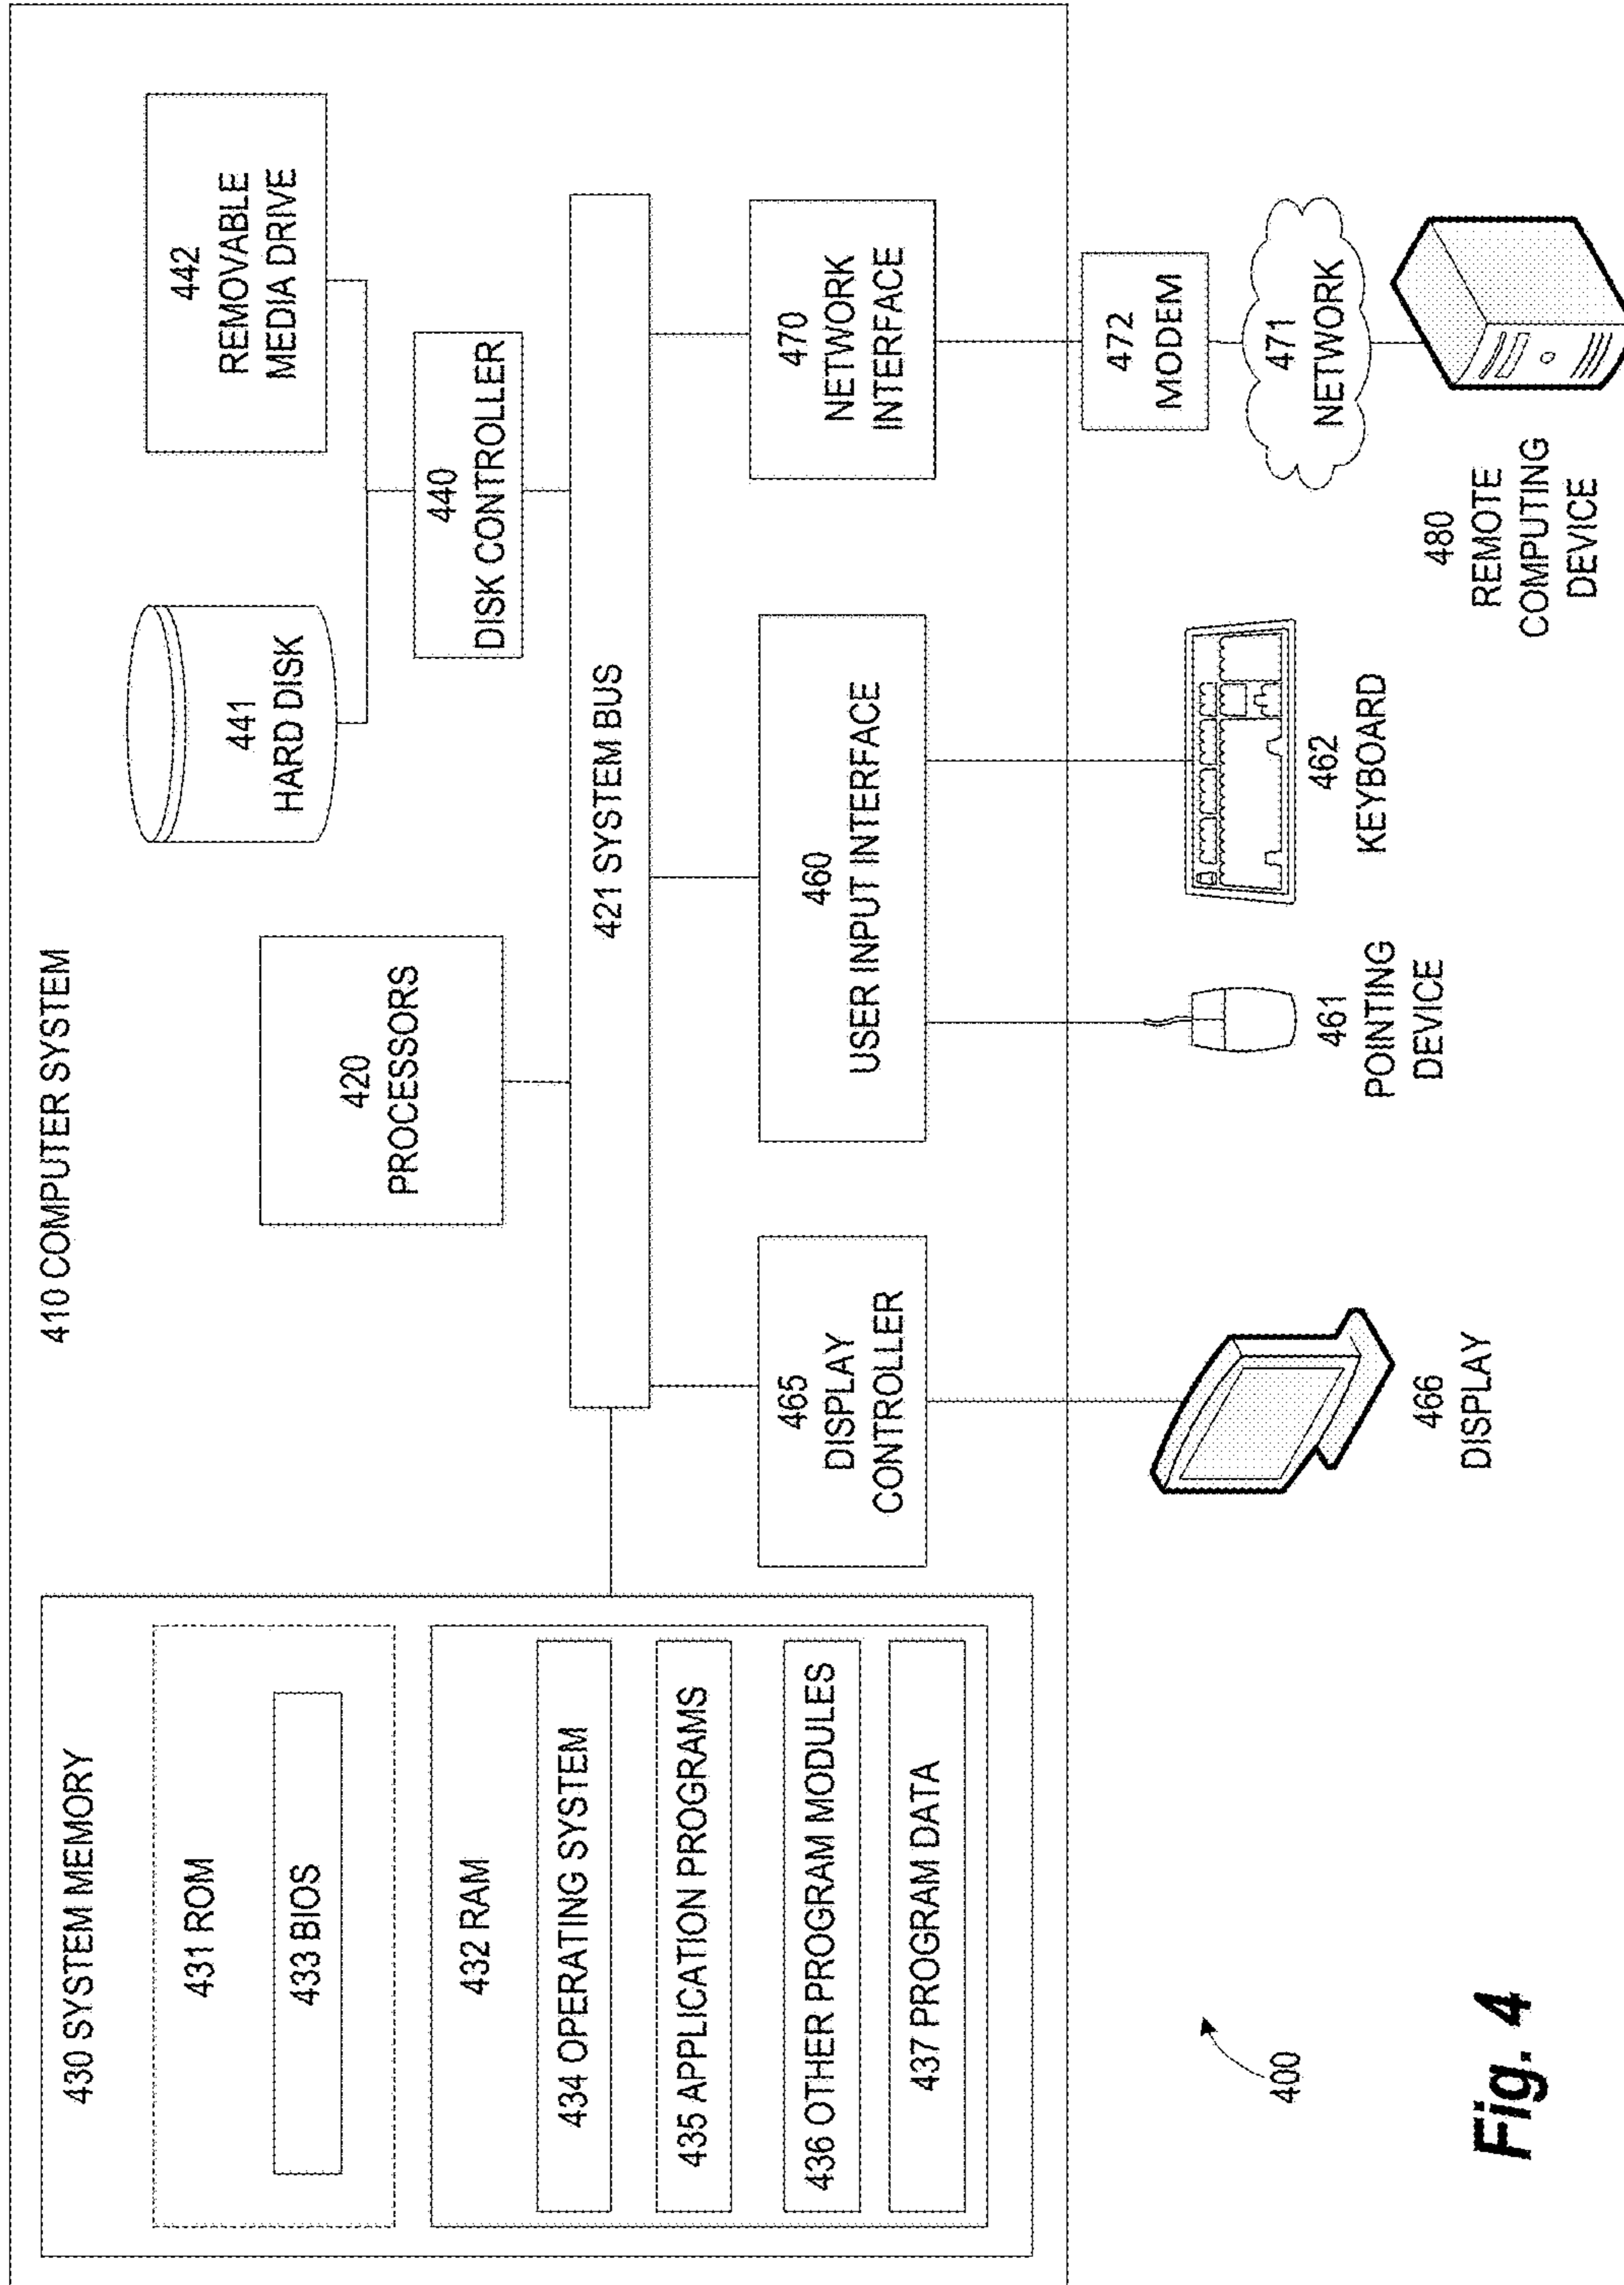 410 COMPUTER SYSTEM
430 SYSTEM MEMORY
431 ROM
433 BIOS
432 RAM
434 OPERATING SYSTEM
435 APPLICATION PROGRAMS
436 OTHER PROGRAM MODULES
437 PROGRAM DATA
420
PROCESSORS
441
HARD DISK
442
REMOVABLE
MEDIA DRIVE
440
DISK CONTROLLER
421 SYSTEM BUS
465
DISPLAY
CONTROLLER
460
USER INPUT INTERFACE
470
NETWORK
INTERFACE
472
MODEM
471
NETWORK
466
DISPLAY
461
POINTING
DEVICE
462
KEYBOARD
480
REMOTE
COMPUTING
DEVICE
400
Fig. 4